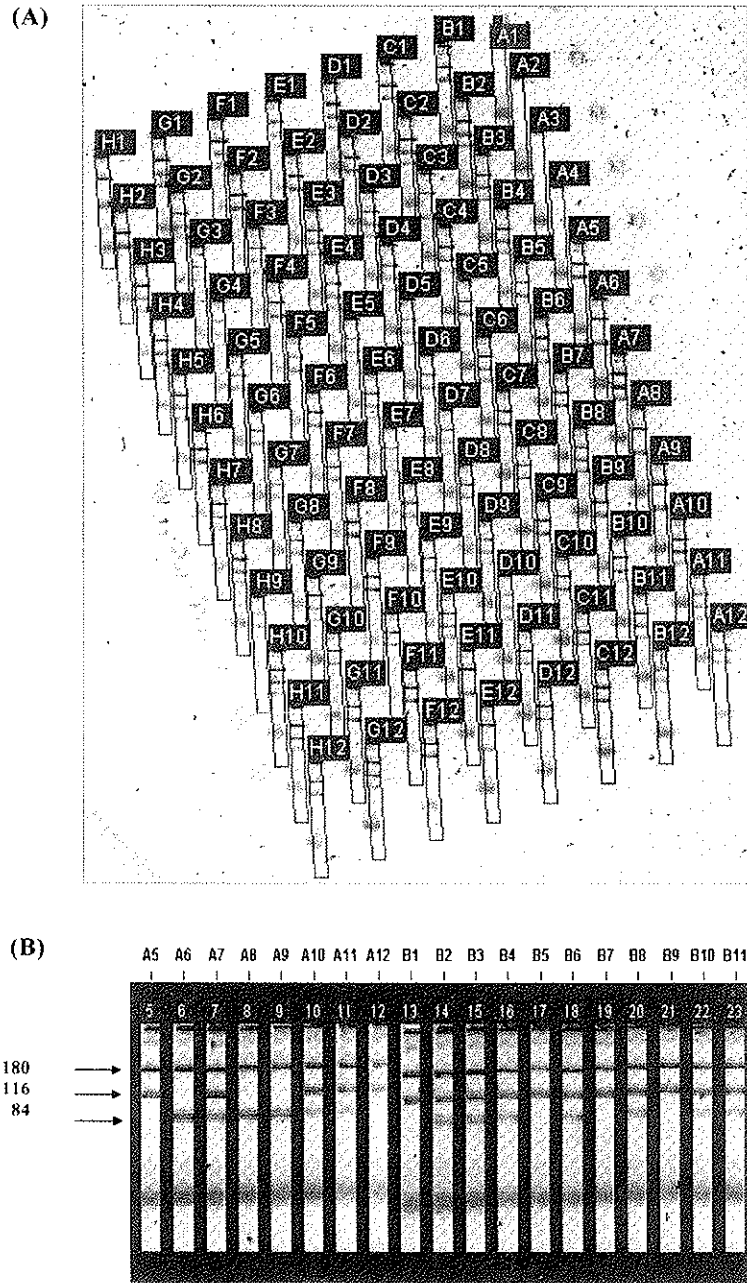 (A)
A1 A2 A3 A4 A5 A6 A7 A8 A9 A10 A11 A12
B1 B2 B3 B4 B5 B6 B7 B8 B9 B10 B11 B12
C1 C2 C3 C4 C5 C6 C7 C8 C9 C10 C11 C12
D1 D2 D3 D4 D5 D6 D7 D8 D9 D10 D11 D12
E1 E2 E3 E4 E5 E6 E7 E8 E9 E10 E11 E12
F1 F2 F3 F4 F5 F6 F7 F8 F9 F10 F11 F12
G1 G2 G3 G4 G5 G6 G7 G8 G9 G10 G11 G12
H1 H2 H3 H4 H5 H6 H7 H8 H9 H10 H11 H12
(B)
A5 A6 A7 A8 A9 A10 A11 A12 B1 B2 B3 B4 B5 B6 B7 B8 B9 B10 B11
5 6 7 8 9 10 11 12 13 14 15 16 17 18 19 20 21 22 23
180
116
84